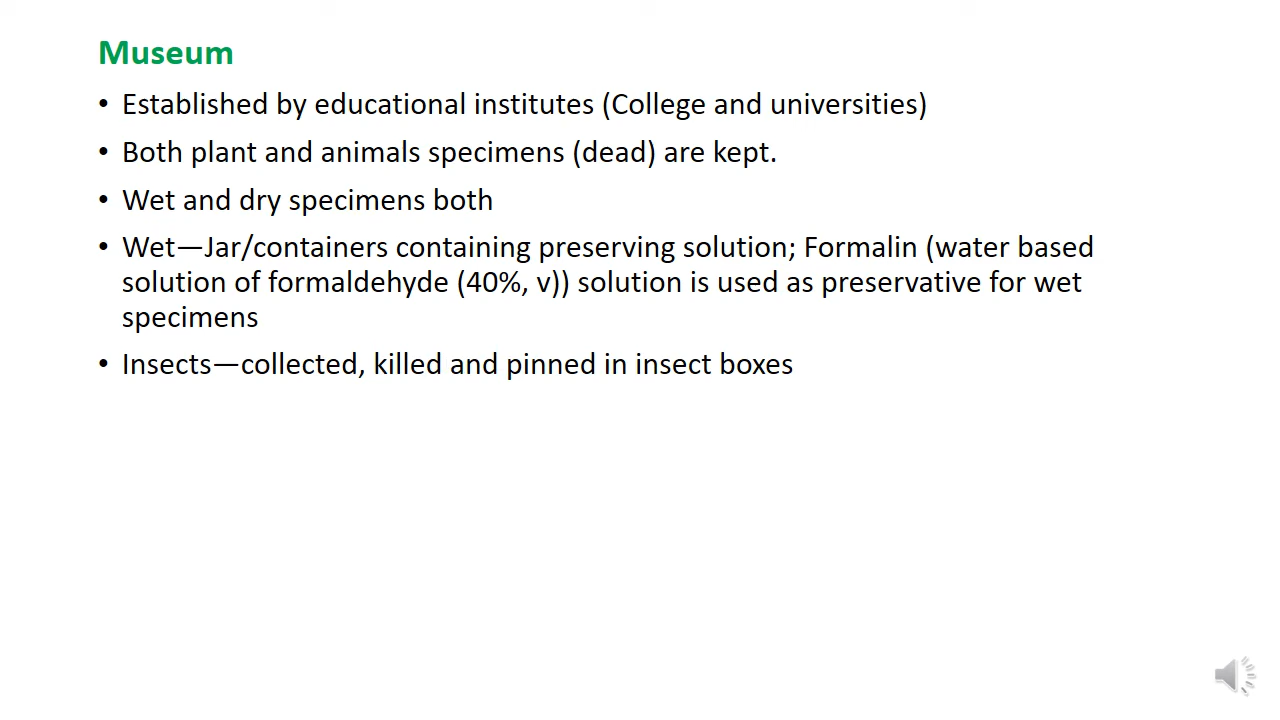 Museum
• Established by educational institutes (College and universities)
• Both plant and animals specimens (dead) are kept.
• Wet and dry specimens both
• Wet—Jar/containers containing preserving solution; Formalin (water based
solution of formaldehyde (40%, v)) solution is used as preservative for wet
specimens
• Insects—collected, killed and pinned in insect boxes